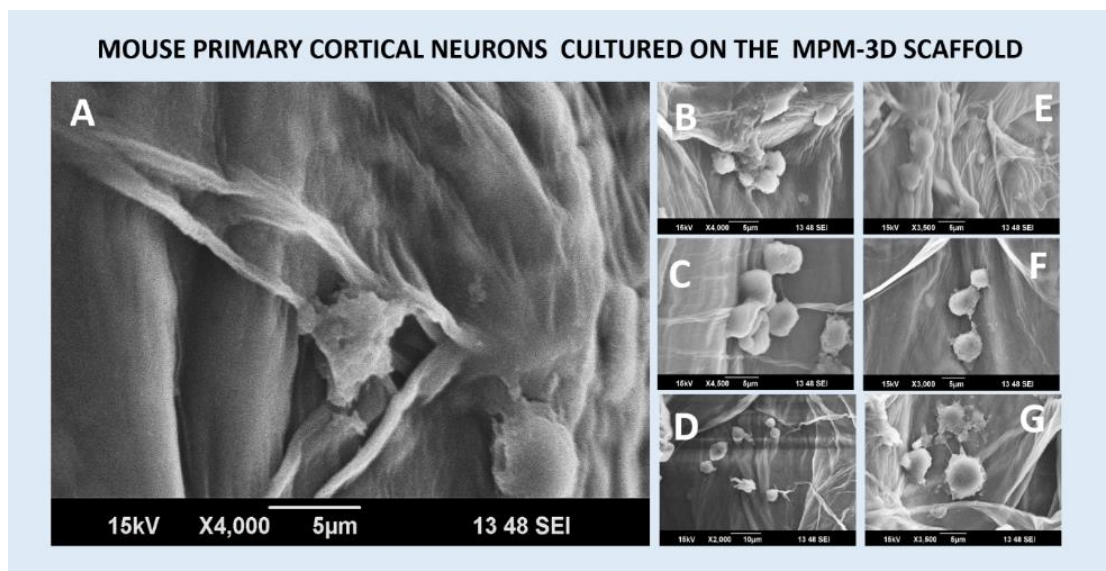 MOUSE PRIMARY CORTICAL NEURONS CULTURED ON THE MPM-3D SCAFFOLD
A
15kV X4,000 5µm 13 48 SEI
B
15kV X4,000 5µm 13 48 SEI
E
15kV X3,500 5µm 13 48 SEI
C
15kV X4,500 5µm 13 48 SEI
F
15kV X3,000 5µm 13 48 SEI
D
15kV X2,000 10µm 13 48 SEI
G
15kV X3,500 5µm 13 48 SEI